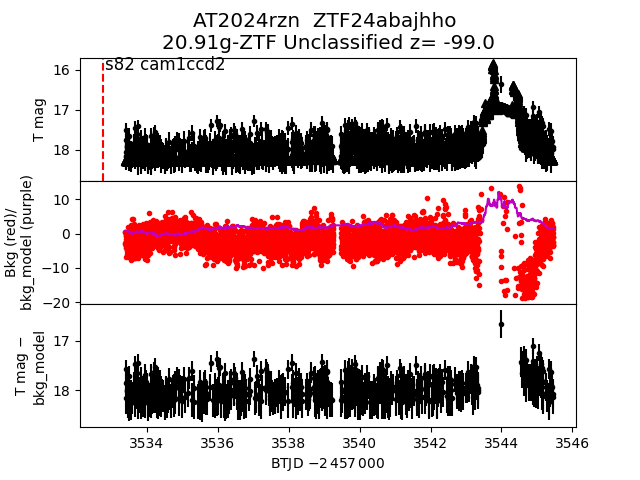 AT2024rzn  ZTF24abajhho
20.91g-ZTF Unclassified z= -99.0
s82 cam1ccd2
T mag
16
17
18
Bkg (red)/
bkg_model (purple)
10
0
−10
−20
T mag −
bkg_model
17
18
3534 3536 3538 3540 3542 3544 3546
BTJD −2 457 000